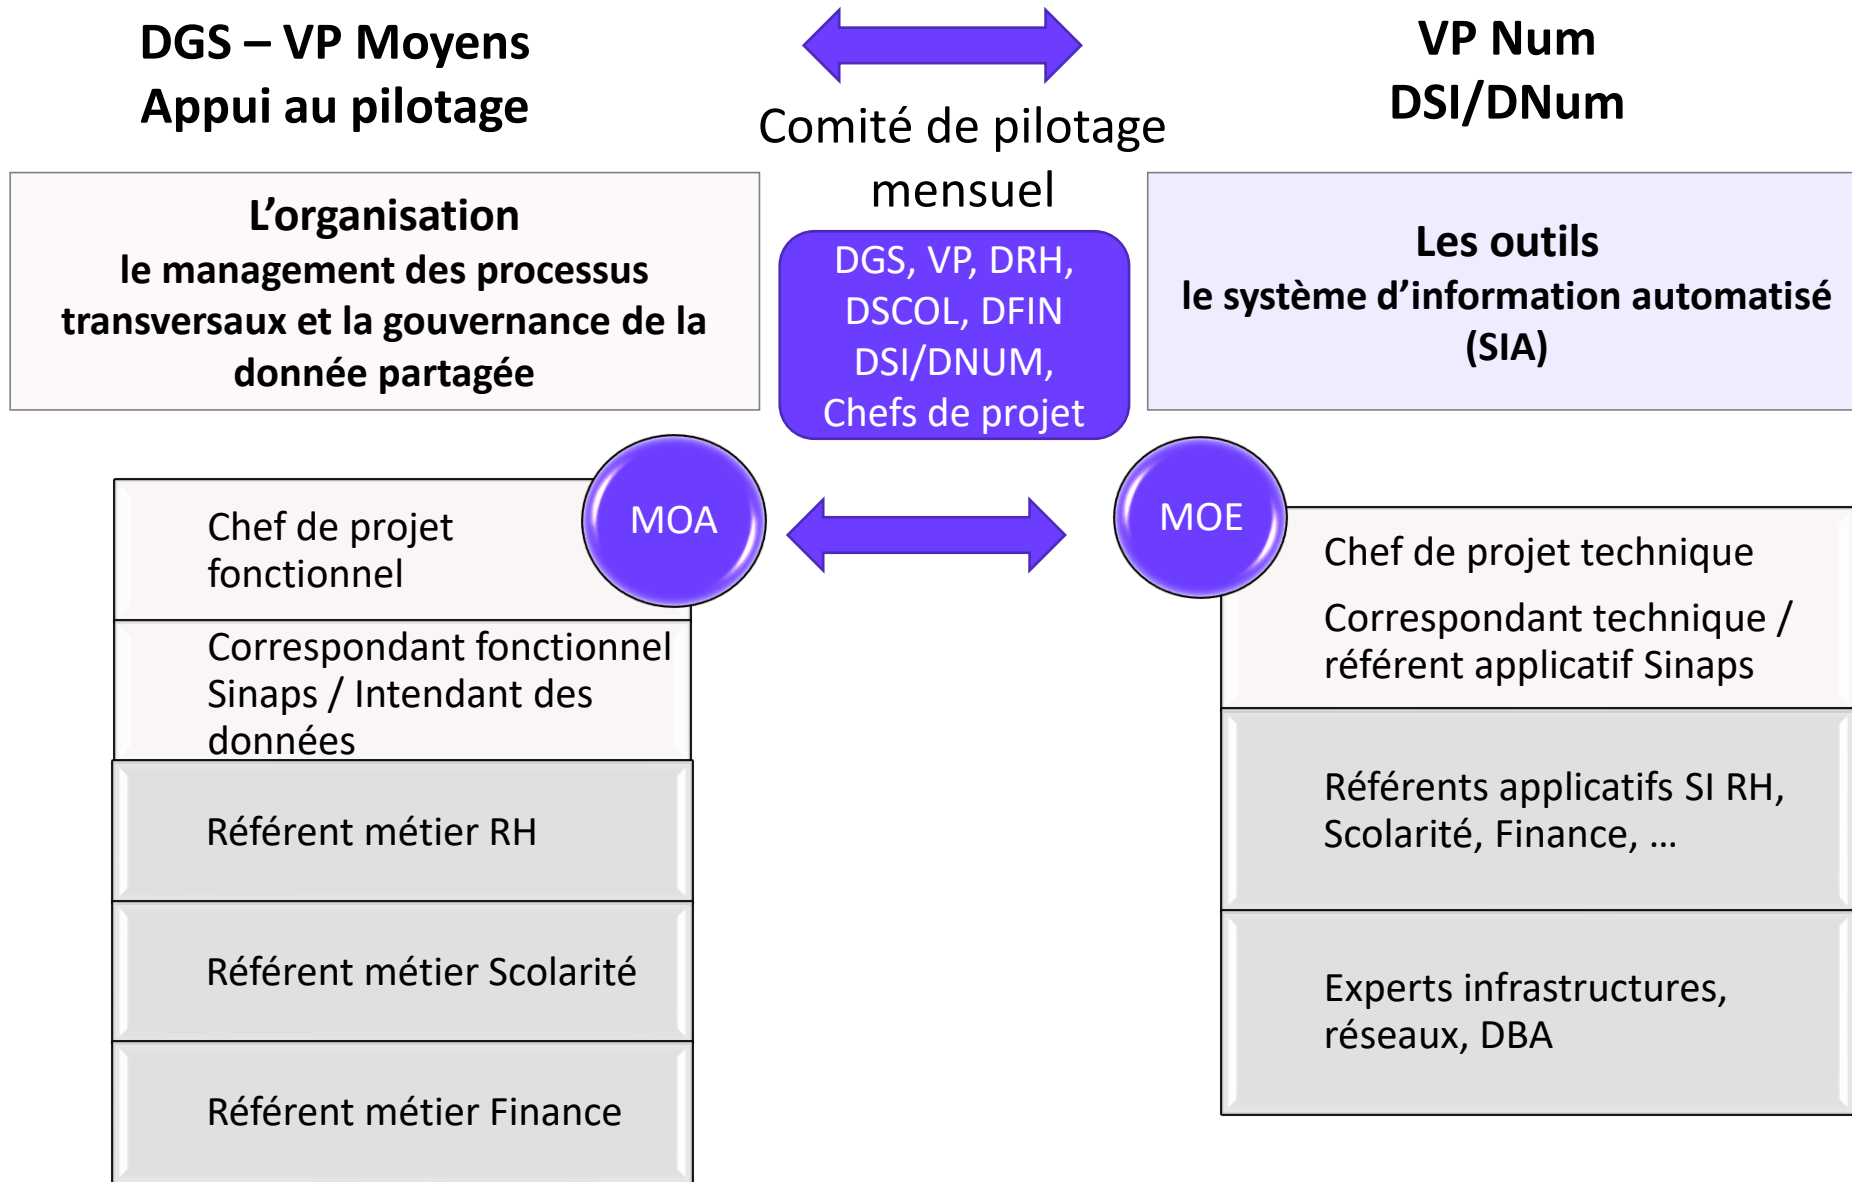 DGS – VP Moyens
Appui au pilotage
Comité de pilotage
mensuel
VP Num
DSI/DNum
L’organisation
le management des processus
transversaux et la gouvernance de la
donnée partagée
DGS, VP, DRH,
DSCOL, DFIN
DSI/DNUM,
Chefs de projet
Les outils
le système d’information automatisé
(SIA)
MOA
Chef de projet
fonctionnel
Correspondant fonctionnel
Sinaps / Intendant des
données
Référent métier RH
Référent métier Scolarité
Référent métier Finance
MOE
Chef de projet technique
Correspondant technique /
référent applicatif Sinaps
Référents applicatifs SI RH,
Scolarité, Finance, …
Experts infrastructures,
réseaux, DBA